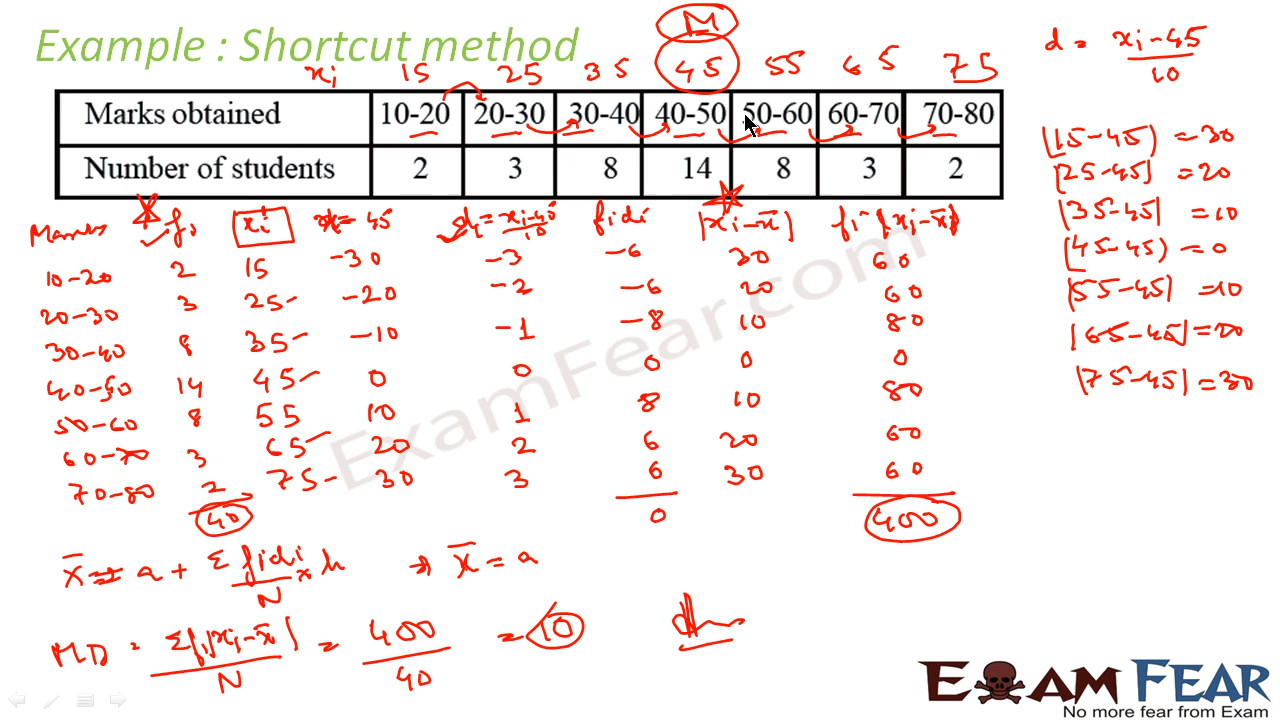 Example : Shortcut method
M
xi 15 25 35 45 55 65 75
Marks obtained 10-20 20-30 30-40 40-50 50-60 60-70 70-80
Number of students 2 3 8 14 8 3 2
d = xi-45/10
|15-45| = 30
|25-45| = 20
|35-45| = 10
|45-45| = 0
|55-45| = 10
|65-45| = 20
|75-45| = 30
Marks fi xi 45 di = xi-40/10 fidi |xi-x̄| fi |xi-x̄|
10-20 2 15 -30 -3 -6 30 60
20-30 3 25 -20 -2 -6 20 60
30-40 8 35 -10 -1 -8 10 80
40-50 14 45 0 0 0 0 0
50-60 8 55 10 1 8 10 80
60-70 3 65 20 2 6 20 60
70-80 2 75 30 3 6 30 60
40 0 400
x̄ = a + Σfidi/N × h ⇒ x̄ = a
MD = Σfi|xi-x̄|/N = 400/40 = 10
ExamFear.com
EXAM FEAR
No more fear from Exam